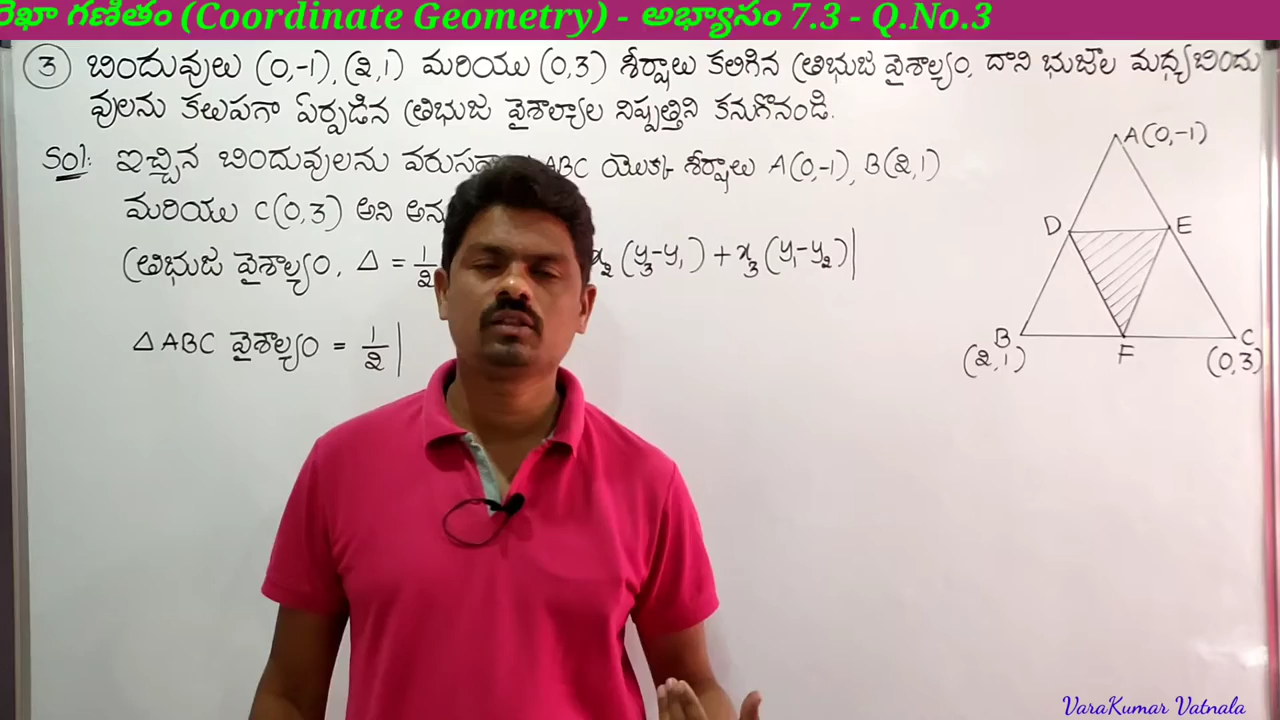 రేఖా గణితం (Coordinate Geometry) - అభ్యాసం 7.3 - Q.No.3
3 బిందువులు (0,-1), (2,1) మరియు (0,3) శీర్షాలు కలిగిన త్రిభుజ వైశాల్యం, దాని భుజాల మధ్యబిందు
వులను కలుపగా ఏర్పడిన త్రిభుజ వైశాల్యాల నిష్పత్తిని కనుగొనండి.
Sol: ఇచ్చిన బిందువులను ABC యొక్క శీర్షాలు A(0,-1), B(2,1)
మరియు C(0,3) అని
త్రిభుజ వైశాల్యం, Δ = 1/2 x₂(y₃-y₁) + x₃(y₁-y₂)|
ΔABC వైశాల్యం = 1/2 |
A(0,-1)
D
E
B
(2,1)
F
C
(0,3)
VaraKumar Vatnala